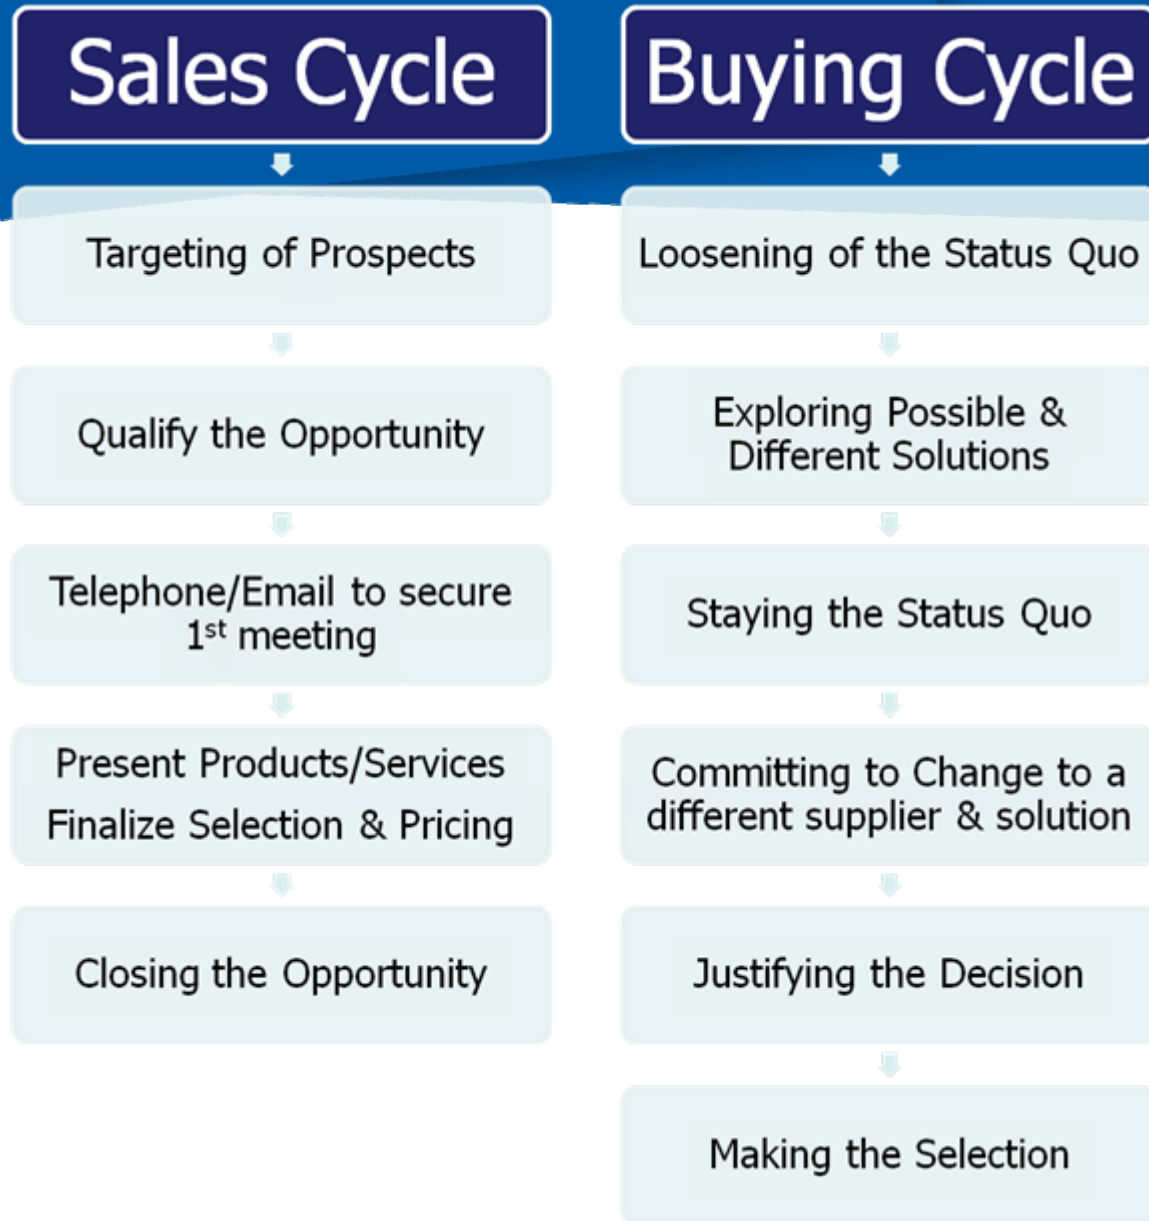 Sales Cycle
Targeting of Prospects
Qualify the Opportunity
Telephone/Email to secure
1st meeting
Present Products/Services
Finalize Selection & Pricing
Closing the Opportunity
Buying Cycle
Loosening of the Status Quo
Exploring Possible &
Different Solutions
Staying the Status Quo
Committing to Change to a
different supplier & solution
Justifying the Decision
Making the Selection